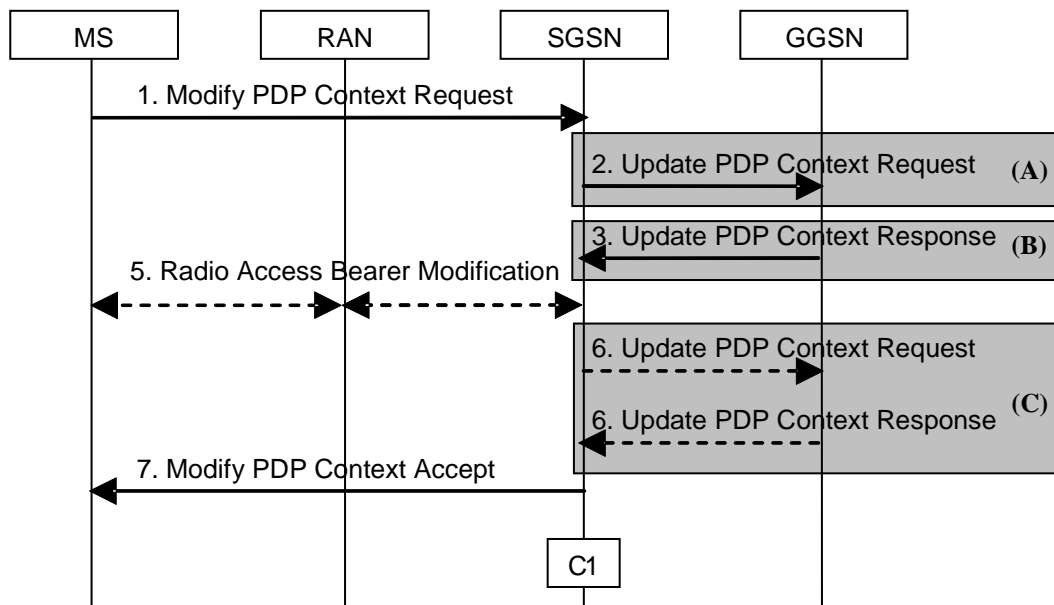 MS RAN SGSN GGSN
1. Modify PDP Context Request
2. Update PDP Context Request (A)
3. Update PDP Context Response (B)
5. Radio Access Bearer Modification
6. Update PDP Context Request
(C)
6. Update PDP Context Response
7. Modify PDP Context Accept
C1